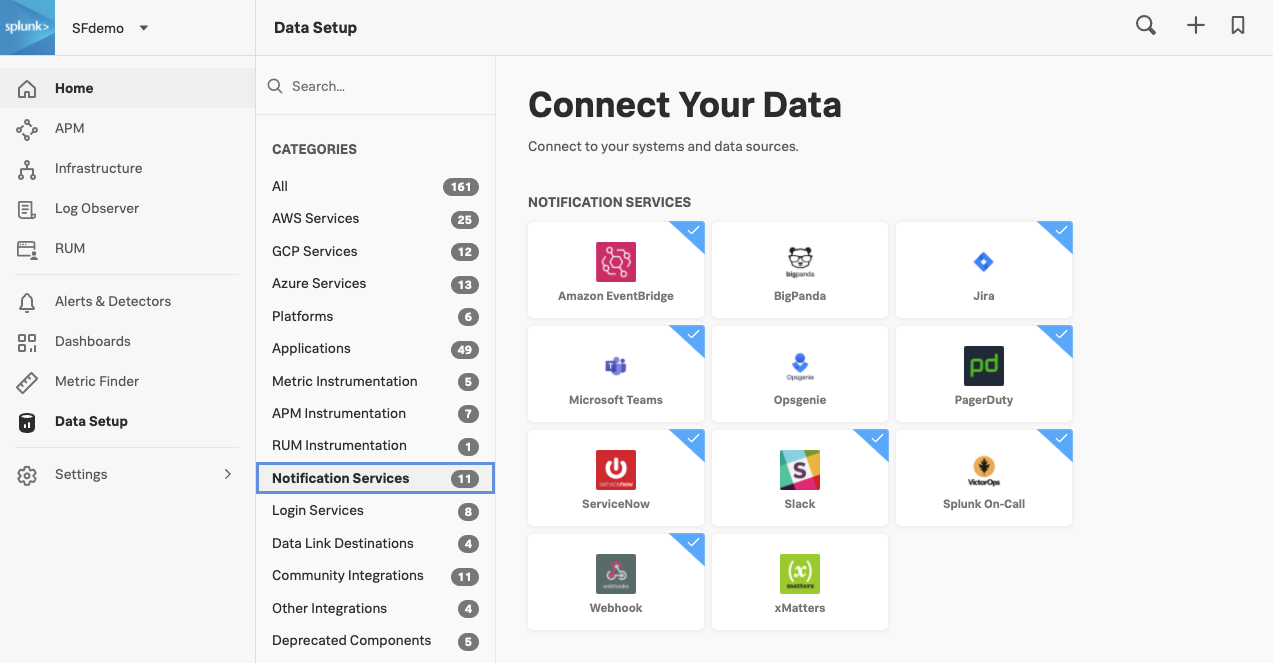 splunk>
SFdemo
Data Setup
Home
APM
Infrastructure
Log Observer
RUM
Alerts & Detectors
Dashboards
Metric Finder
Data Setup
Settings
Search...
CATEGORIES
All 161
AWS Services 25
GCP Services 12
Azure Services 13
Platforms 6
Applications 49
Metric Instrumentation 5
APM Instrumentation 7
RUM Instrumentation 1
Notification Services 11
Login Services 8
Data Link Destinations 4
Community Integrations 11
Other Integrations 4
Deprecated Components 5
Connect Your Data
Connect to your systems and data sources.
NOTIFICATION SERVICES
Amazon EventBridge
bigpanda
BigPanda
Jira
T
Microsoft Teams
Opsgenie
Opsgenie
pd
PagerDuty
servicenow
ServiceNow
S
Slack
VictorOps
Splunk On-Call
webhooks
Webhook
(x)
matters
xMatters